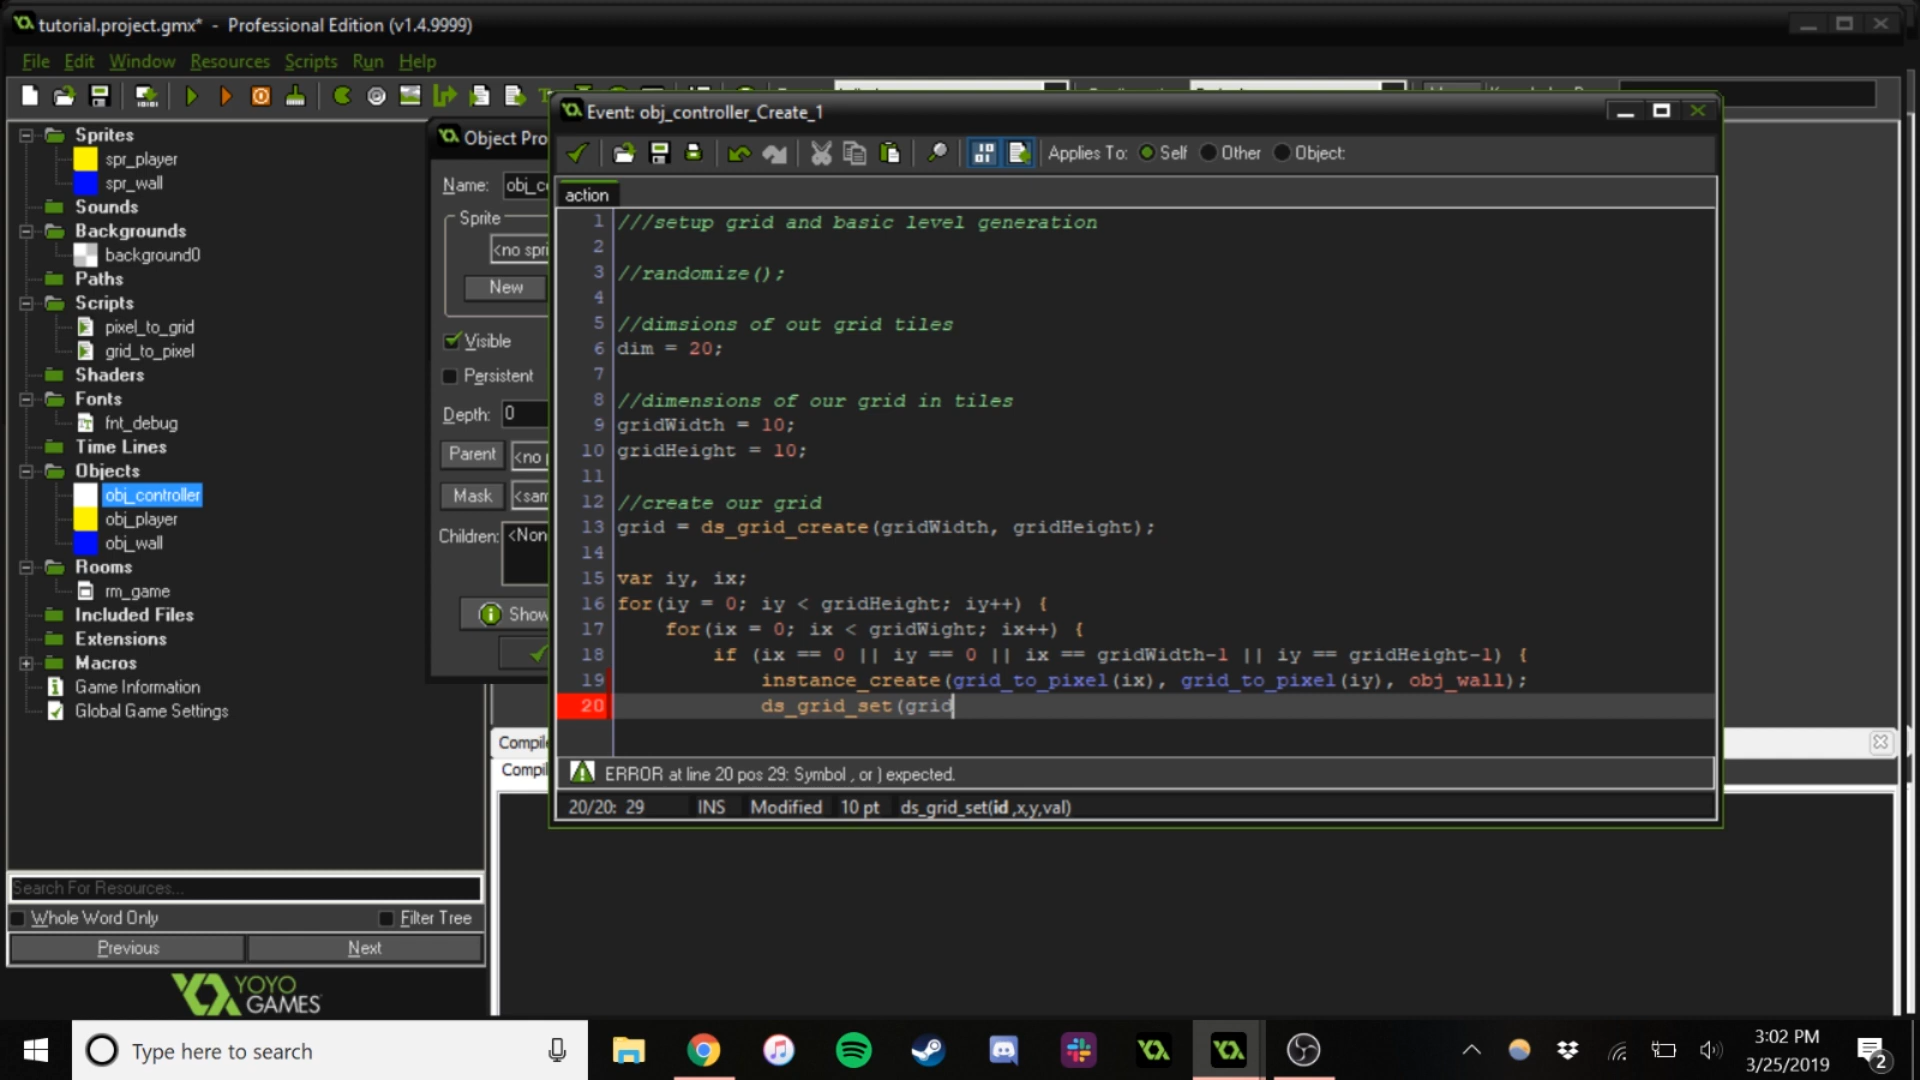 tutorial.project.gmx* - Professional Edition (v1.4.9999)
File Edit Window Resources Scripts Run Help
Sprites
spr_player
spr_wall
Sounds
Backgrounds
background0
Paths
Scripts
pixel_to_grid
grid_to_pixel
Shaders
Fonts
fnt_debug
Time Lines
Objects
obj_controller
obj_player
obj_wall
Rooms
rm_game
Included Files
Extensions
Macros
Game Information
Global Game Settings
Search For Resources...
Whole Word Only
Filter Tree
Previous
Next
YOYO
GAMES
Object Pro
Name: obj_c
Sprite
<no spri
New
Visible
Persistent
Depth: 0
Parent <no
Mask <sam
Children: <Non
Show
Compile
Compil
Event: obj_controller_Create_1
Applies To: Self Other Object:
action
1 ///setup grid and basic level generation
2
3 //randomize();
4
5 //dimsions of out grid tiles
6 dim = 20;
7
8 //dimensions of our grid in tiles
9 gridWidth = 10;
10 gridHeight = 10;
11
12 //create our grid
13 grid = ds_grid_create(gridWidth, gridHeight);
14
15 var iy, ix;
16 for(iy = 0; iy < gridHeight; iy++) {
17 for(ix = 0; ix < gridWight; ix++) {
18 if (ix == 0 || iy == 0 || ix == gridWidth-1 || iy == gridHeight-1) {
19 instance_create(grid_to_pixel(ix), grid_to_pixel(iy), obj_wall);
20 ds_grid_set(grid
ERROR at line 20 pos 29: Symbol , or ) expected.
20/20: 29 INS Modified 10 pt ds_grid_set(id ,x,y,val)
Type here to search
3:02 PM
3/25/2019
2